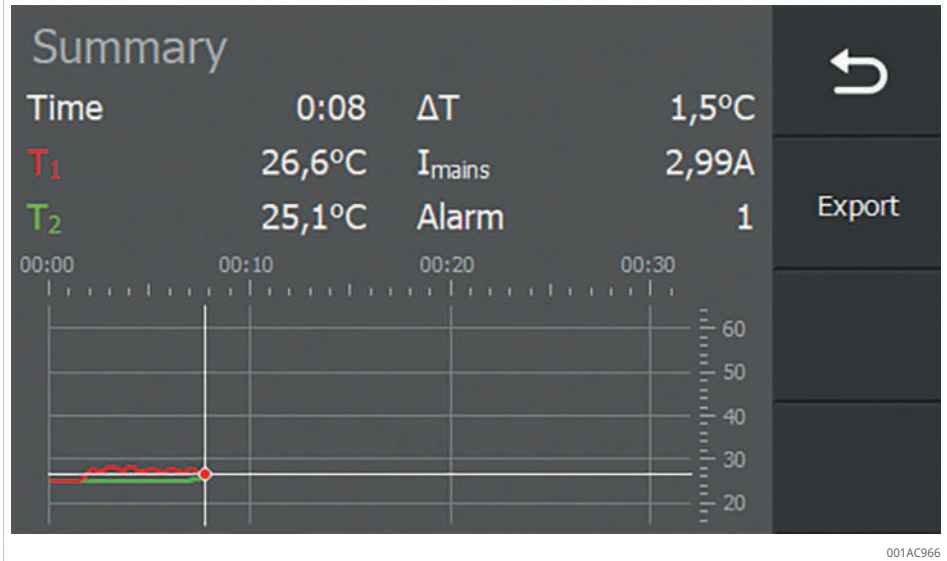 Summary
Time 0:08 ΔT 1,5°C
T1 26,6°C Imains 2,99A
T2 25,1°C Alarm 1
Export
00:00 00:10 00:20 00:30
60
50
40
30
20
001AC966